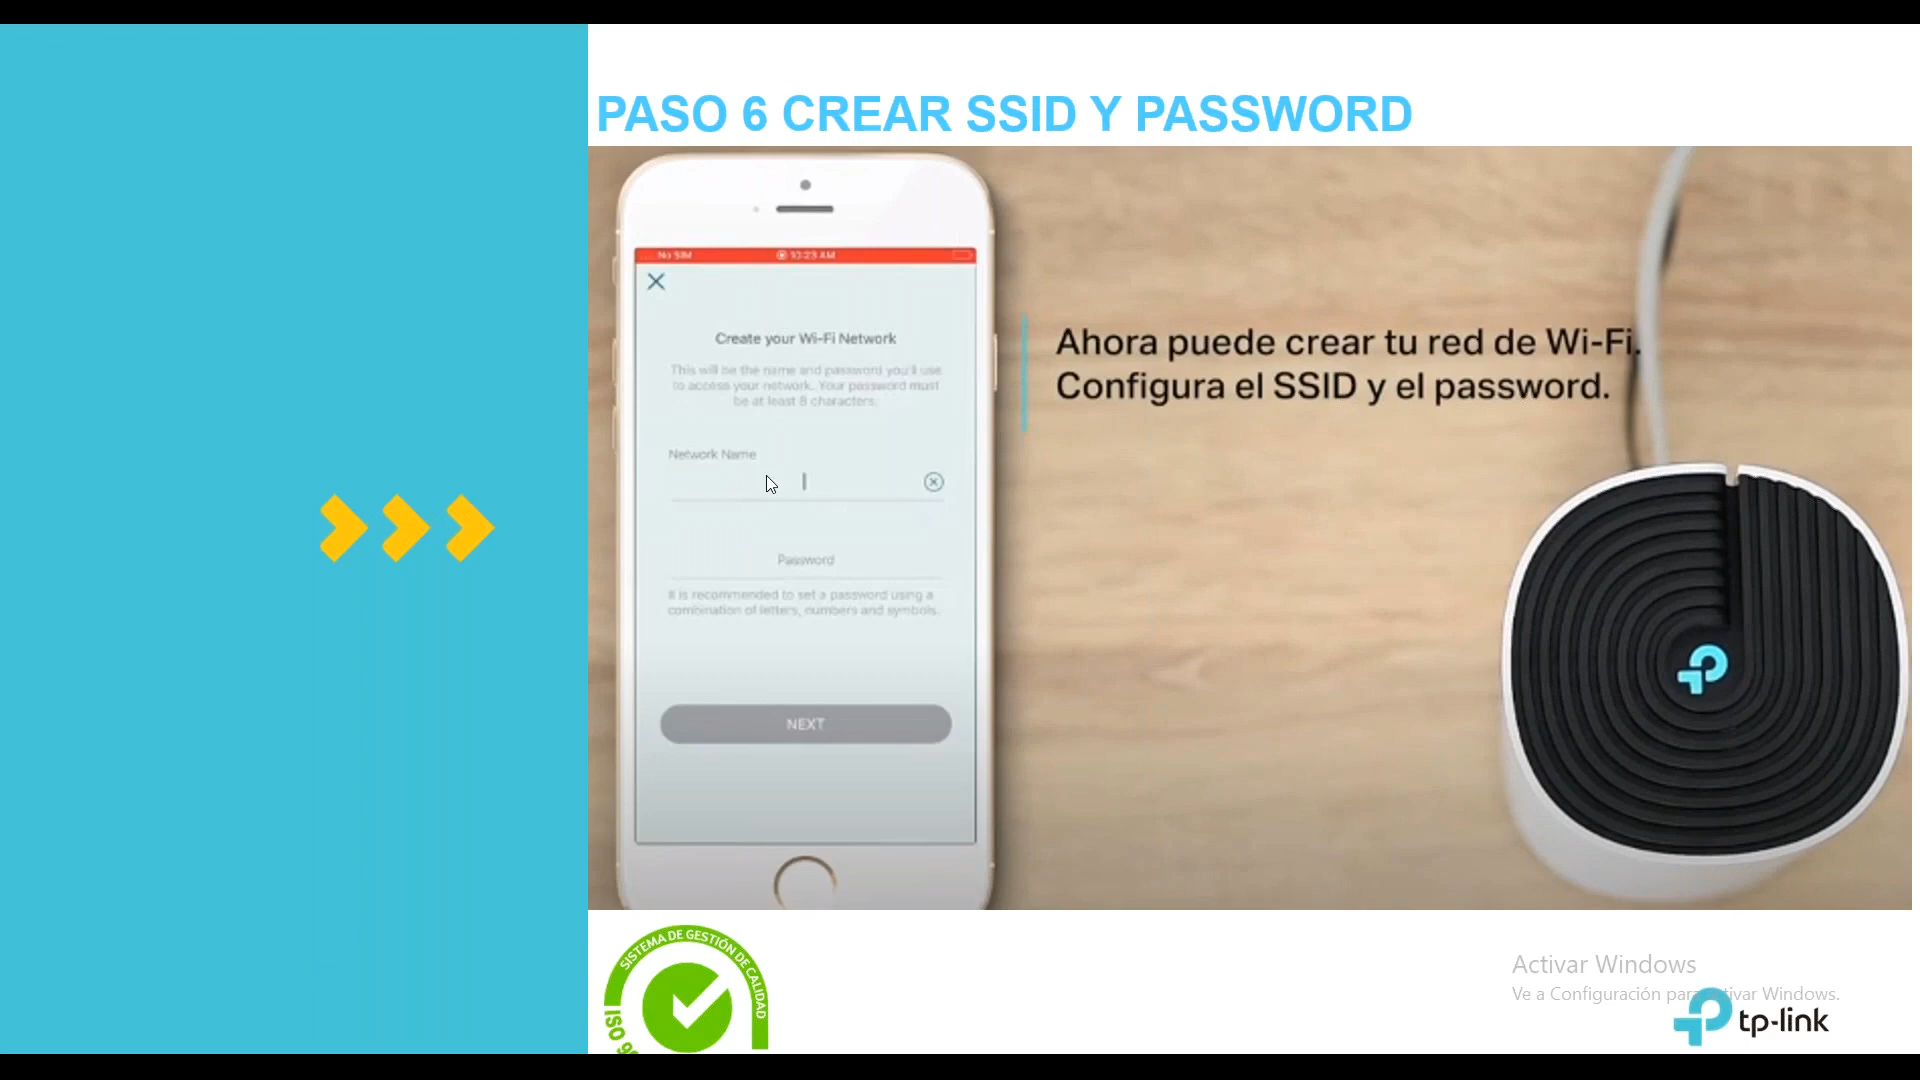 PASO 6 CREAR SSID Y PASSWORD
No SIM
10:23 AM
Create your Wi-Fi Network
This will be the name and password you'll use
to access your network. Your password must
be at least 8 characters.
Network Name
Password
It is recommended to set a password using a
combination of letters, numbers and symbols.
NEXT
Ahora puede crear tu red de Wi-Fi.
Configura el SSID y el password.
SISTEMA DE GESTIÓN DE CALIDAD
ISO
Activar Windows
Ve a Configuración para activar Windows.
tp-link